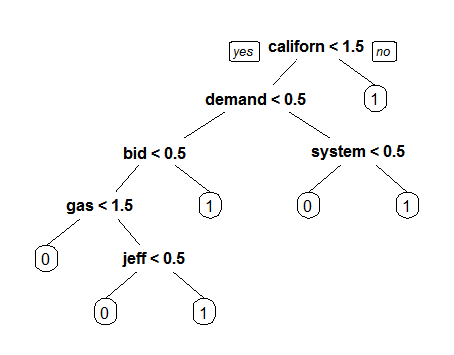 yes californ < 1.5 no
demand < 0.5 1
bid < 0.5 system < 0.5
gas < 1.5 1 0 1
0 jeff < 0.5
0 1